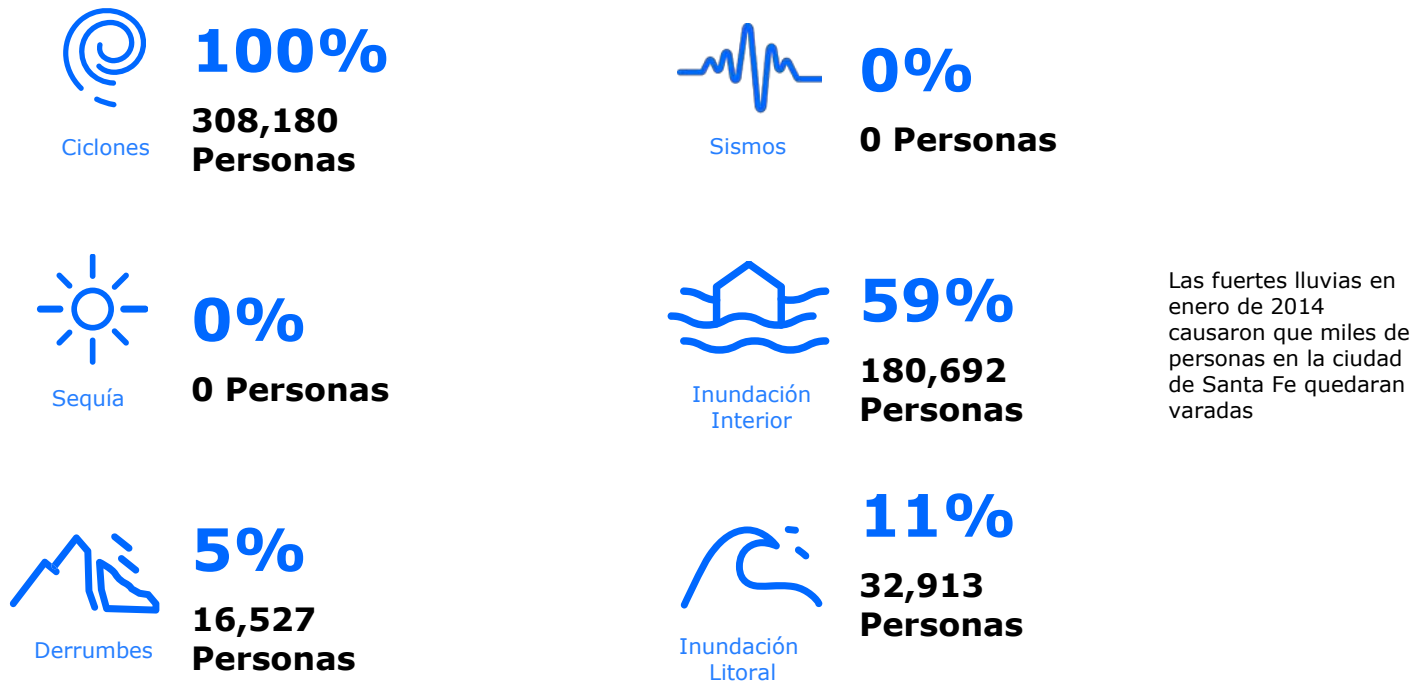 100%
308,180
Personas
Ciclones
0%
0 Personas
Sismos
0%
0 Personas
Sequía
59%
180,692
Personas
Inundación
Interior
Las fuertes lluvias en
enero de 2014
causaron que miles de
personas en la ciudad
de Santa Fe quedaran
varadas
5%
16,527
Personas
Derrumbes
11%
32,913
Personas
Inundación
Litoral